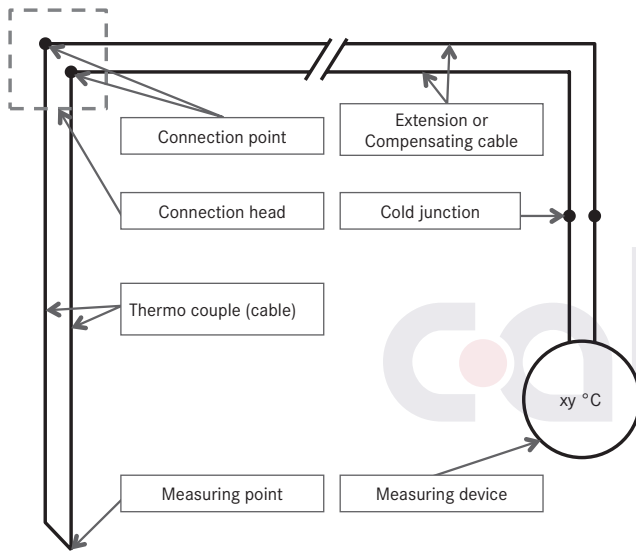 Connection point
Extension or
Compensating cable
Connection head
Cold junction
Thermo couple (cable)
xy °C
Measuring point
Measuring device